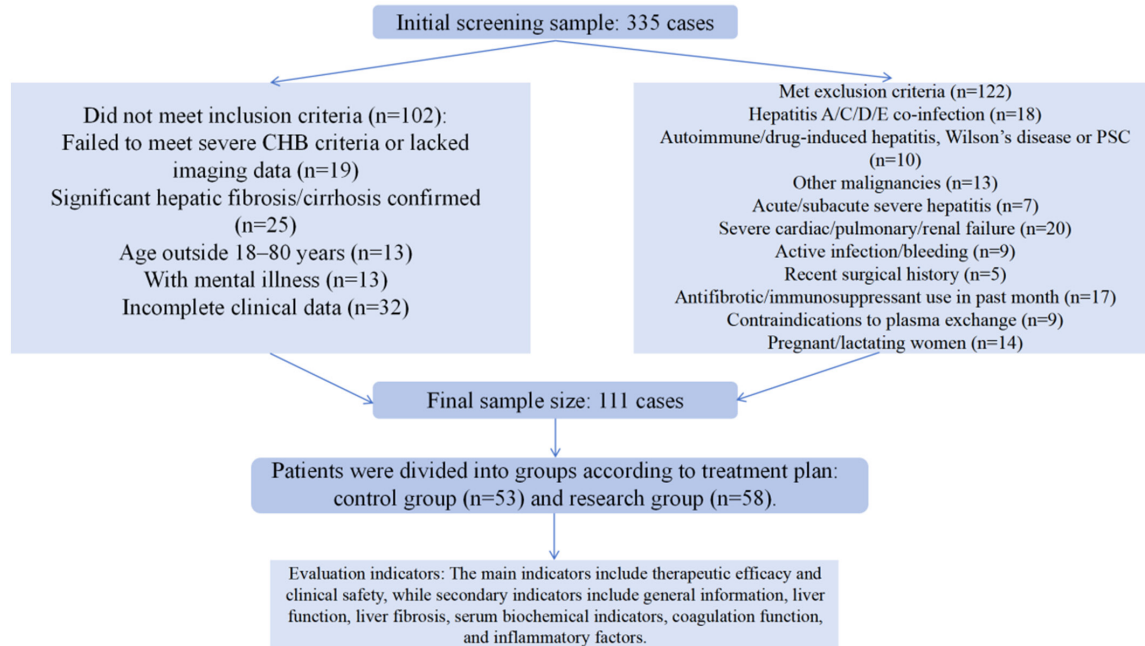 Initial screening sample: 335 cases
Did not meet inclusion criteria (n=102):
Failed to meet severe CHB criteria or lacked
imaging data (n=19)
Significant hepatic fibrosis/cirrhosis confirmed
(n=25)
Age outside 18–80 years (n=13)
With mental illness (n=13)
Incomplete clinical data (n=32)
Met exclusion criteria (n=122)
Hepatitis A/C/D/E co-infection (n=18)
Autoimmune/drug-induced hepatitis, Wilson’s disease or PSC
(n=10)
Other malignancies (n=13)
Acute/subacute severe hepatitis (n=7)
Severe cardiac/pulmonary/renal failure (n=20)
Active infection/bleeding (n=9)
Recent surgical history (n=5)
Antifibrotic/immunosuppressant use in past month (n=17)
Contraindications to plasma exchange (n=9)
Pregnant/lactating women (n=14)
Final sample size: 111 cases
Patients were divided into groups according to treatment plan:
control group (n=53) and research group (n=58).
Evaluation indicators: The main indicators include therapeutic efficacy and
clinical safety, while secondary indicators include general information, liver
function, liver fibrosis, serum biochemical indicators, coagulation function,
and inflammatory factors.